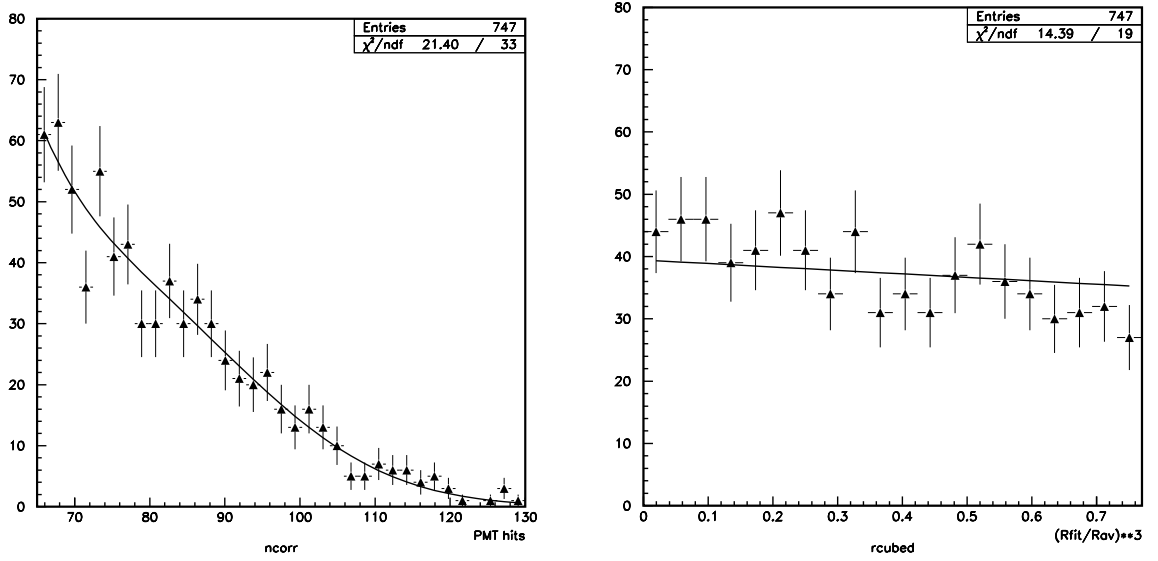 Entries 747
χ²/ndf 21.40 / 33
80
70
60
50
40
30
20
10
0
70 80 90 100 110 120 130
PMT hits
ncorr
Entries 747
χ²/ndf 14.39 / 19
80
70
60
50
40
30
20
10
0
0 0.1 0.2 0.3 0.4 0.5 0.6 0.7
(Rfit/Rav)**3
rcubed